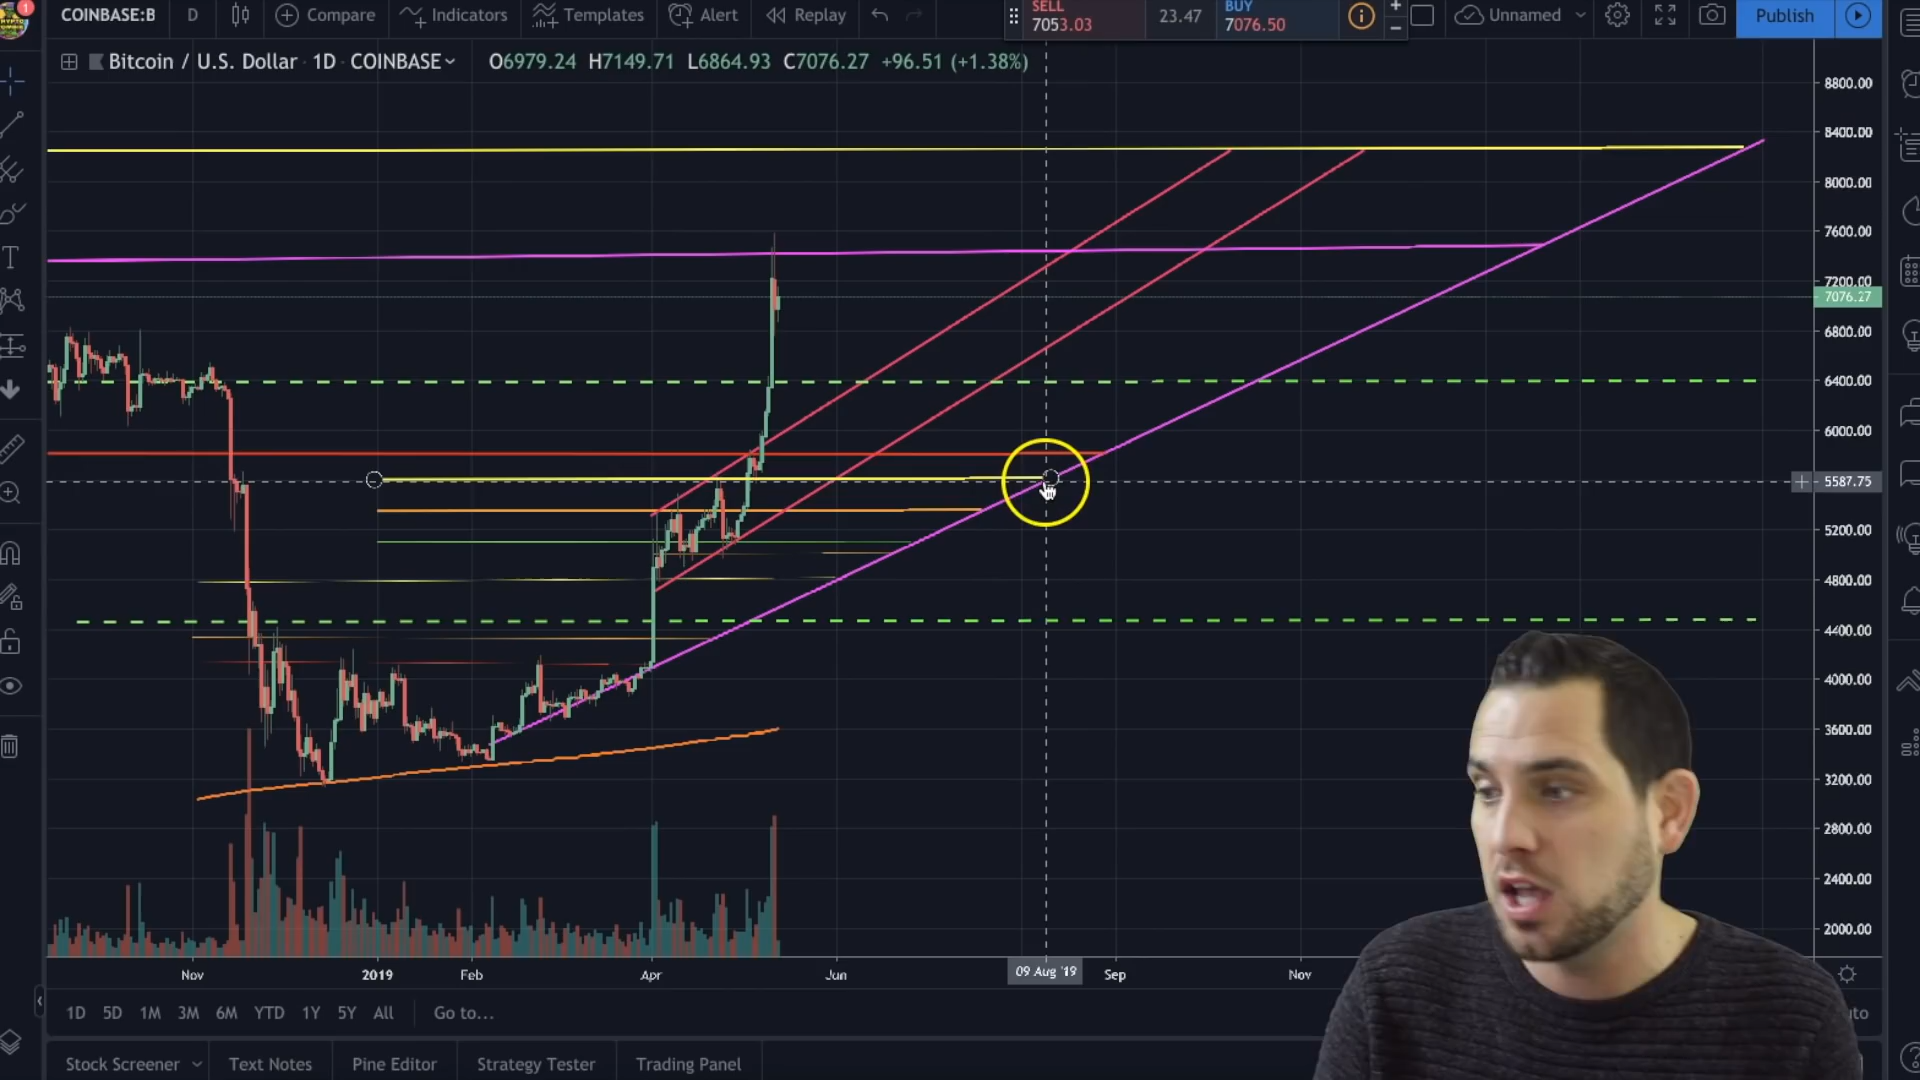 1
COINBASE:B
D
Compare
Indicators
Templates
Alert
Replay
SELL
7053.03
23.47
BUY
7076.50
Unnamed
Publish
Bitcoin / U.S. Dollar · 1D · COINBASE
O6979.24 H7149.71 L6864.93 C7076.27 +96.51 (+1.38%)
8800.00
8400.00
8000.00
7600.00
7200.00
7076.27
6800.00
6400.00
6000.00
5587.75
5200.00
4800.00
4400.00
4000.00
3600.00
3200.00
2800.00
2400.00
2000.00
Nov
2019
Feb
Apr
Jun
09 Aug '19
Sep
Nov
1D 5D 1M 3M 6M YTD 1Y 5Y All
Go to...
Stock Screener
Text Notes
Pine Editor
Strategy Tester
Trading Panel